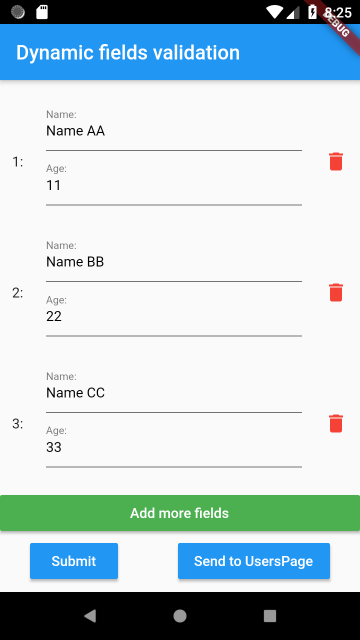 8:25
DEBUG
Dynamic fields validation
Name:
Name AA
1:
Age:
11
Name:
Name BB
2:
Age:
22
Name:
Name CC
3:
Age:
33
Add more fields
Submit
Send to UsersPage